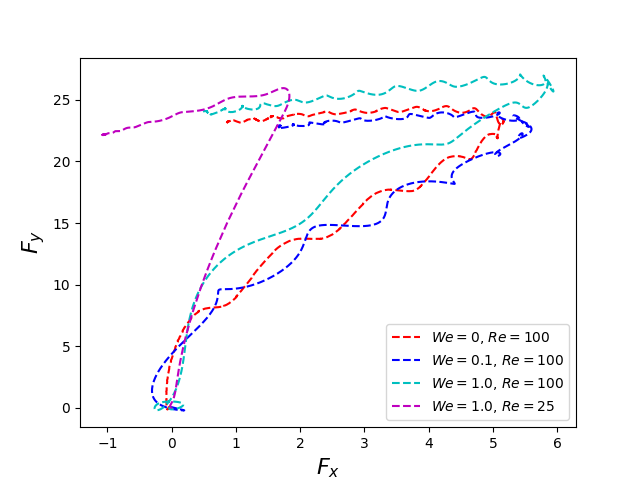 25
20
15
10
5
0
F_y
−1 0 1 2 3 4 5 6
F_x
We = 0, Re = 100
We = 0.1, Re = 100
We = 1.0, Re = 100
We = 1.0, Re = 25